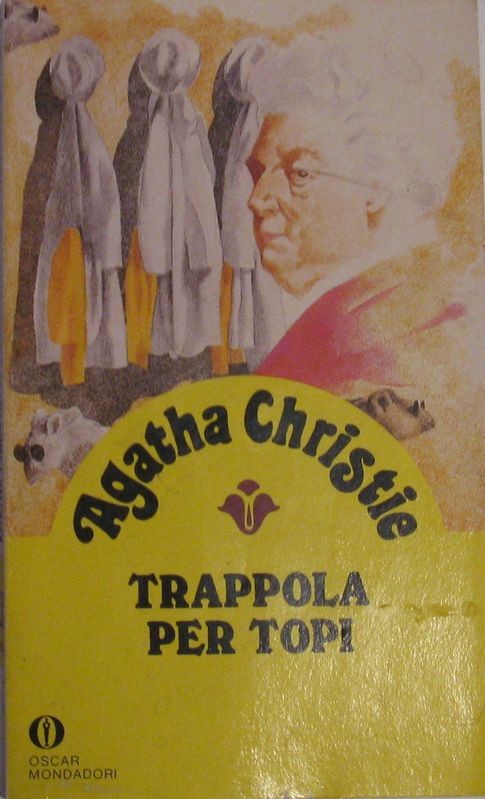 Agatha Christie
TRAPPOLA
PER TOPI
OSCAR
MONDADORI